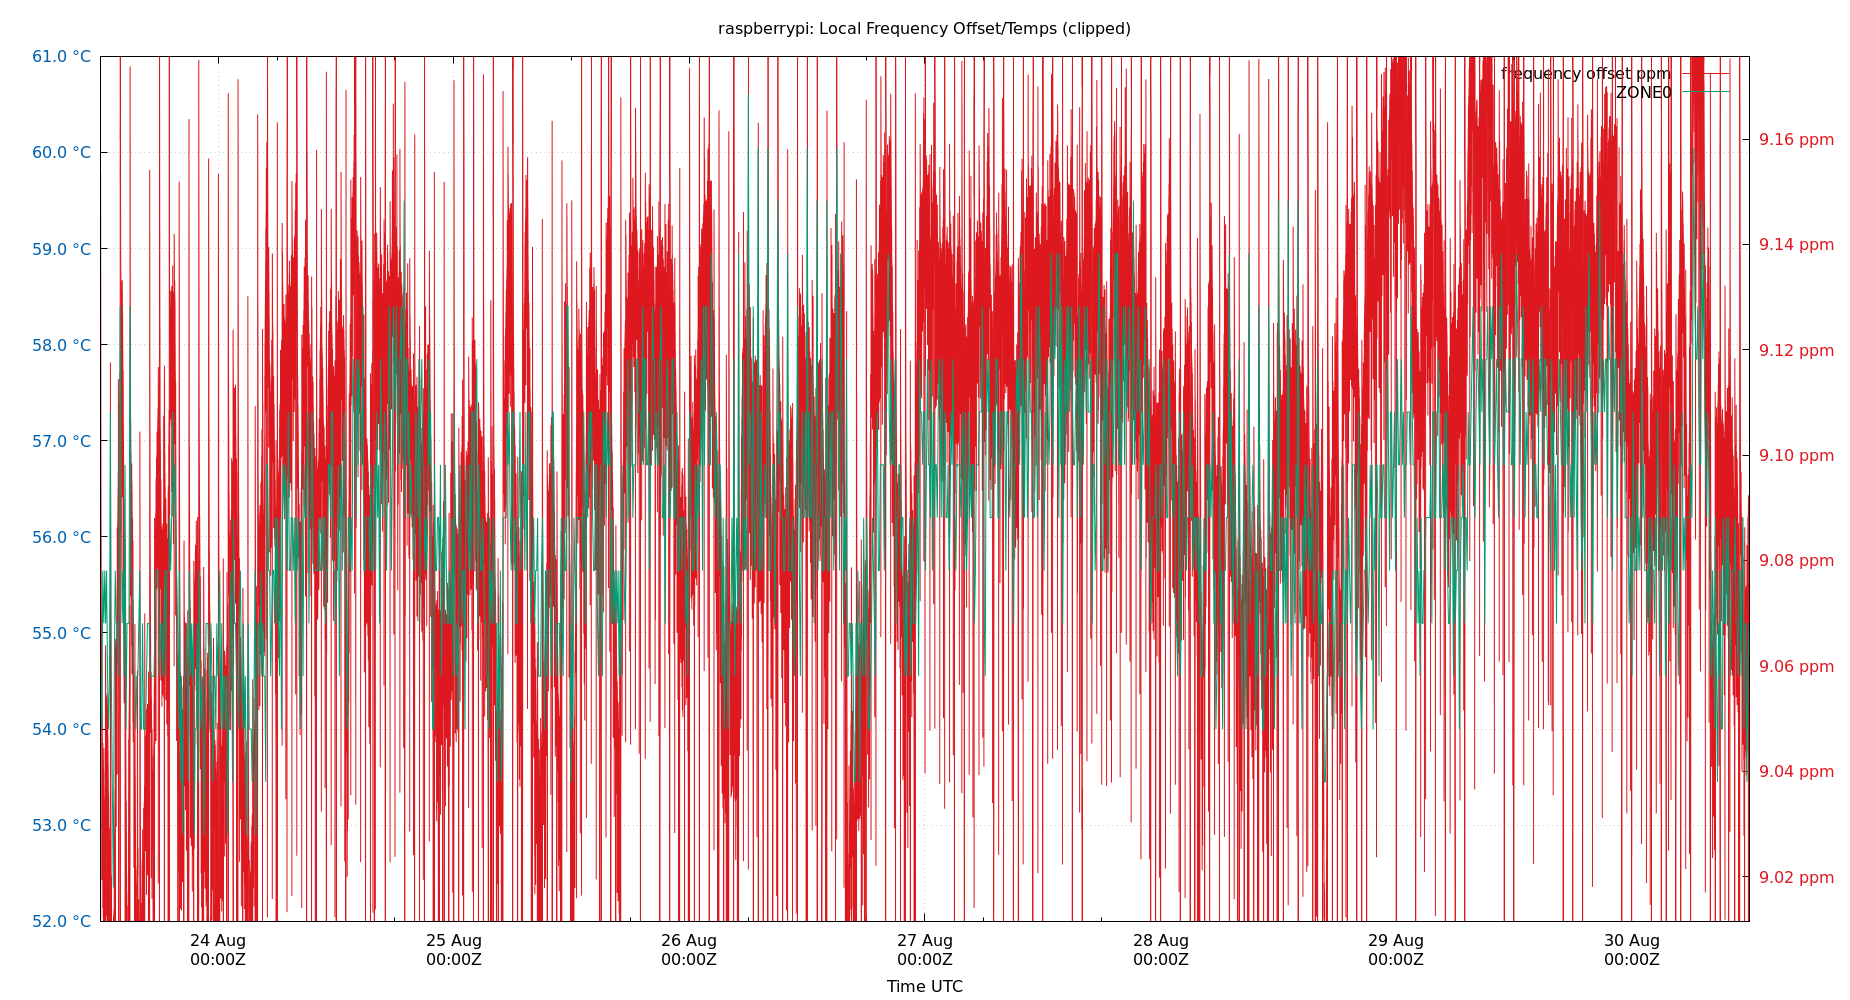 raspberrypi: Local Frequency Offset/Temps (clipped)
61.0 °C
60.0 °C
59.0 °C
58.0 °C
57.0 °C
56.0 °C
55.0 °C
54.0 °C
53.0 °C
52.0 °C
frequency offset ppm
ZONE0
9.16 ppm
9.14 ppm
9.12 ppm
9.10 ppm
9.08 ppm
9.06 ppm
9.04 ppm
9.02 ppm
24 Aug
00:00Z
25 Aug
00:00Z
26 Aug
00:00Z
27 Aug
00:00Z
28 Aug
00:00Z
29 Aug
00:00Z
30 Aug
00:00Z
Time UTC